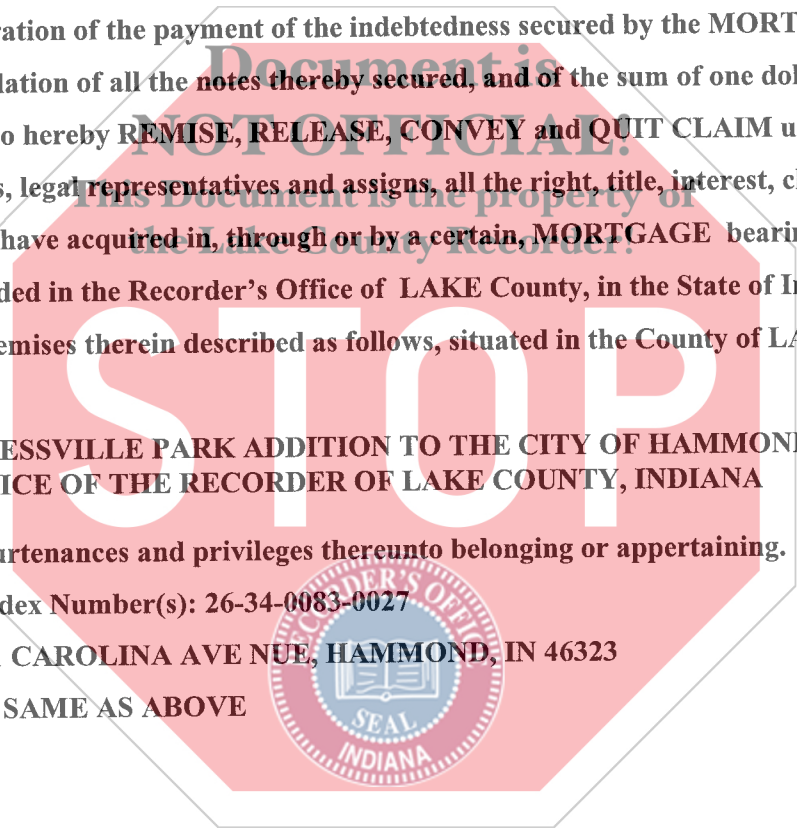 ration of the payment of the indebtedness secured by the MORT
Document is
lation of all the notes thereby secured, and of the sum of one dol
NOT OFFICIAL!
o hereby REMISE, RELEASE, CONVEY and QUIT CLAIM u
This Document is the property of
s, legal representatives and assigns, all the right, title, interest, c
the Lake County Recorder!
have acquired in, through or by a certain, MORTGAGE bearin
ded in the Recorder's Office of LAKE County, in the State of In
STOP
emises therein described as follows, situated in the County of LA
ESSVILLE PARK ADDITION TO THE CITY OF HAMMOND
ICE OF THE RECORDER OF LAKE COUNTY, INDIANA
urtenances and privileges thereunto belonging or appertaining.
dex Number(s): 26-34-0083-0027
CAROLINA AVE NUE, HAMMOND, IN 46323
SAME AS ABOVE
RECORDER'S OFFICE
SEAL
INDIANA